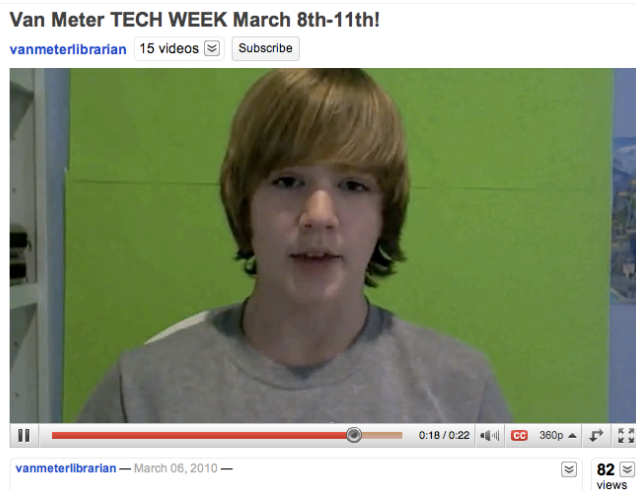 Van Meter TECH WEEK March 8th-11th!
vanmeterlibrarian 15 videos Subscribe
0:18 / 0:22 CC 360p
vanmeterlibrarian — March 06, 2010 — 82
views